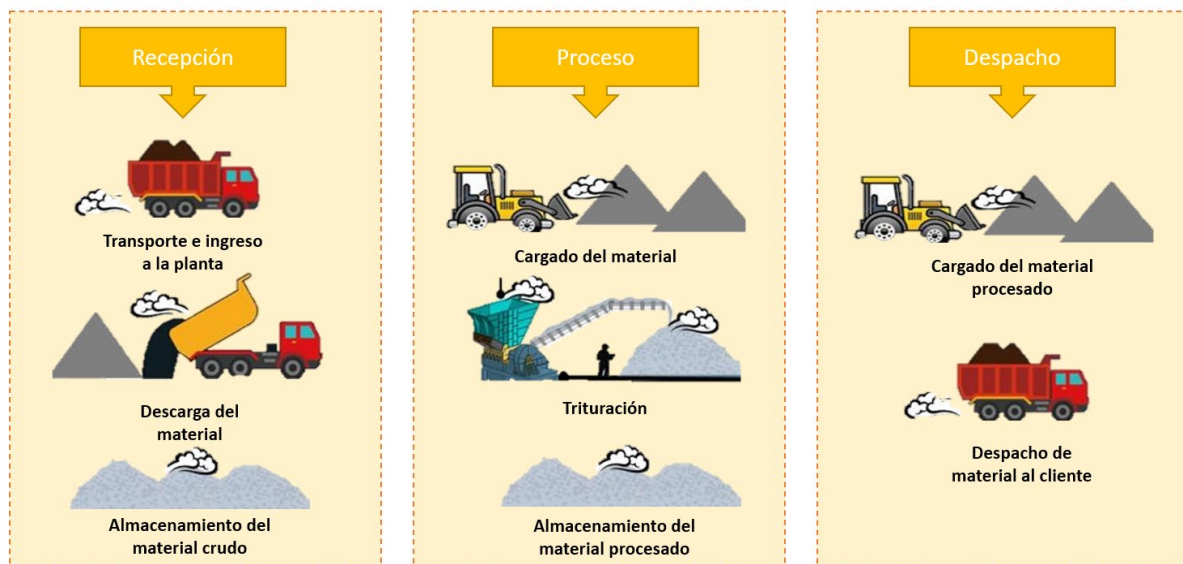 Recepción
Transporte e ingreso
a la planta
Descarga del
material
Almacenamiento del
material crudo
Proceso
Cargado del material
Trituración
Almacenamiento del
material procesado
Despacho
Cargado del material
procesado
Despacho de
material al cliente